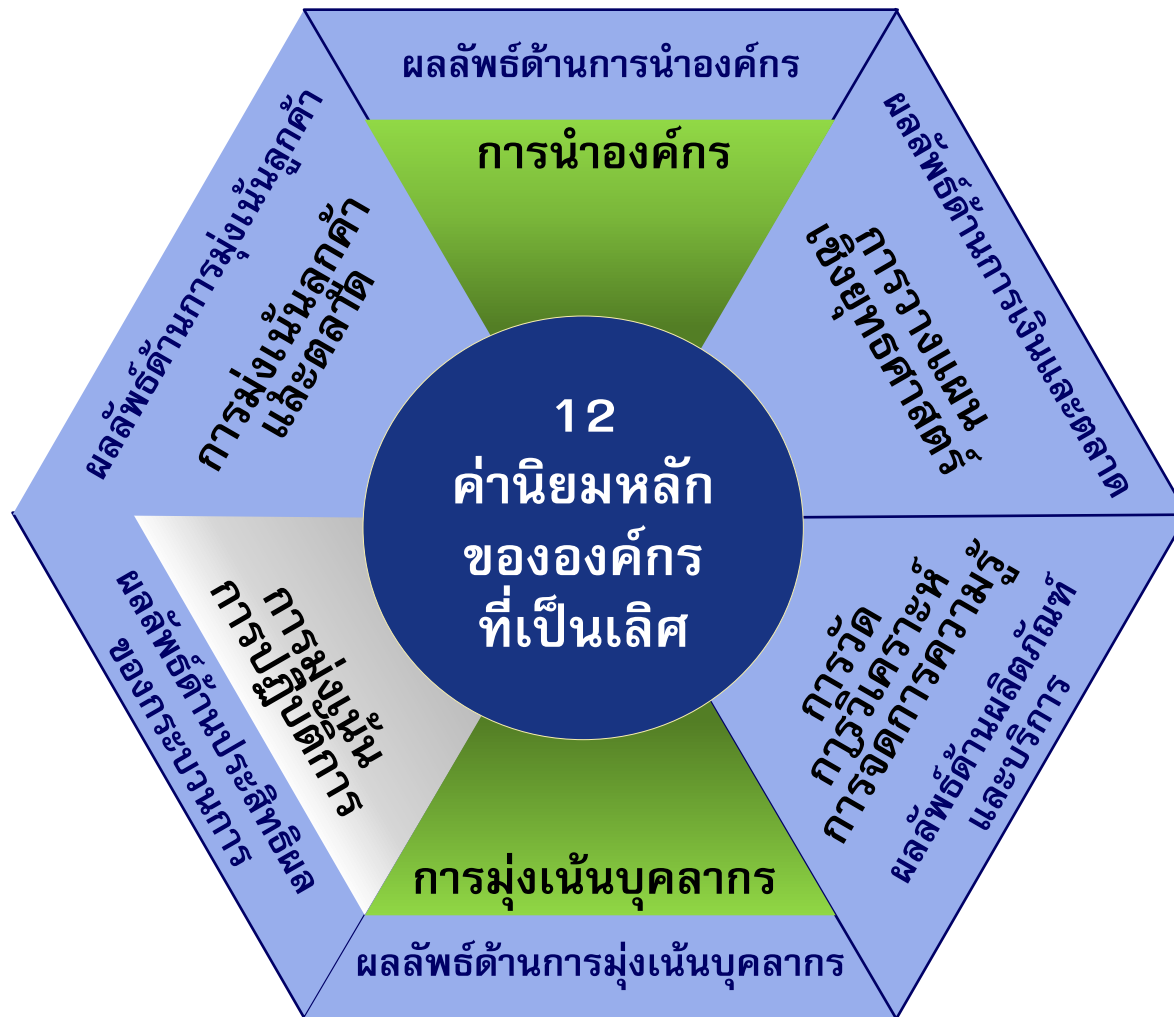 ผลลัพธ์ด้านการนำองค์กร
การนำองค์กร
ผลลัพธ์ด้านการเงินและตลาด
การวางแผน
เชิงยุทธศาสตร์
ผลลัพธ์ด้านผลิตภัณฑ์
และบริการ
การวัด
การวิเคราะห์
การจัดการความรู้
ผลลัพธ์ด้านการมุ่งเน้นบุคลากร
การมุ่งเน้นบุคลากร
ผลลัพธ์ด้านประสิทธิผล
ของกระบวนการ
การมุ่งเน้น
การปฏิบัติการ
ผลลัพธ์ด้านการมุ่งเน้นลูกค้า
การมุ่งเน้นลูกค้า
และตลาด
12
ค่านิยมหลัก
ขององค์กร
ที่เป็นเลิศ